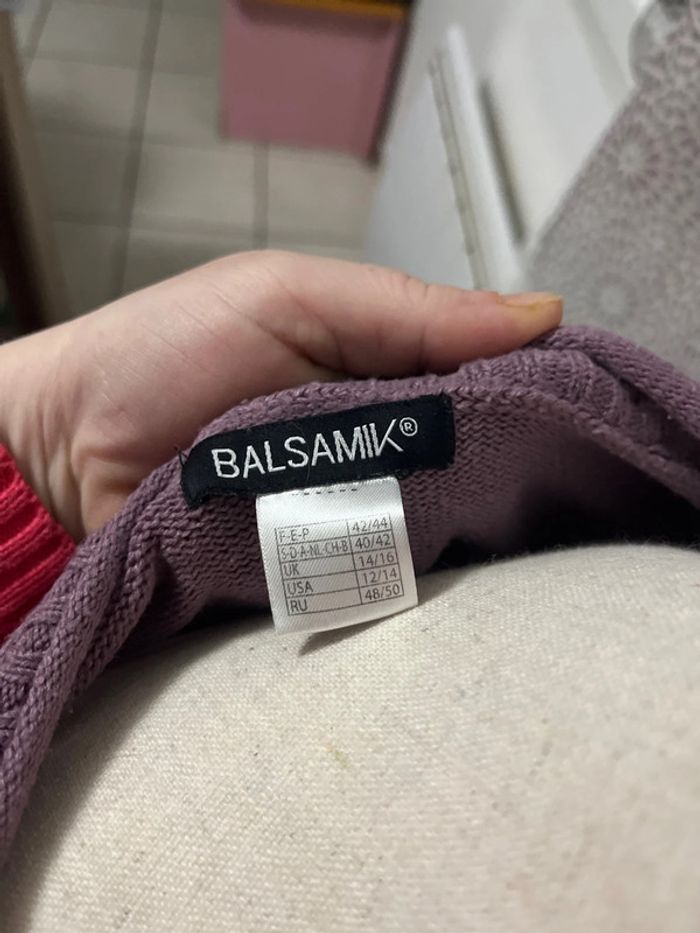 BALSAMIK®
F-E-P 42/44
S-D-A-NL-CH-B 40/42
UK 14/16
USA 12/14
RU 48/50